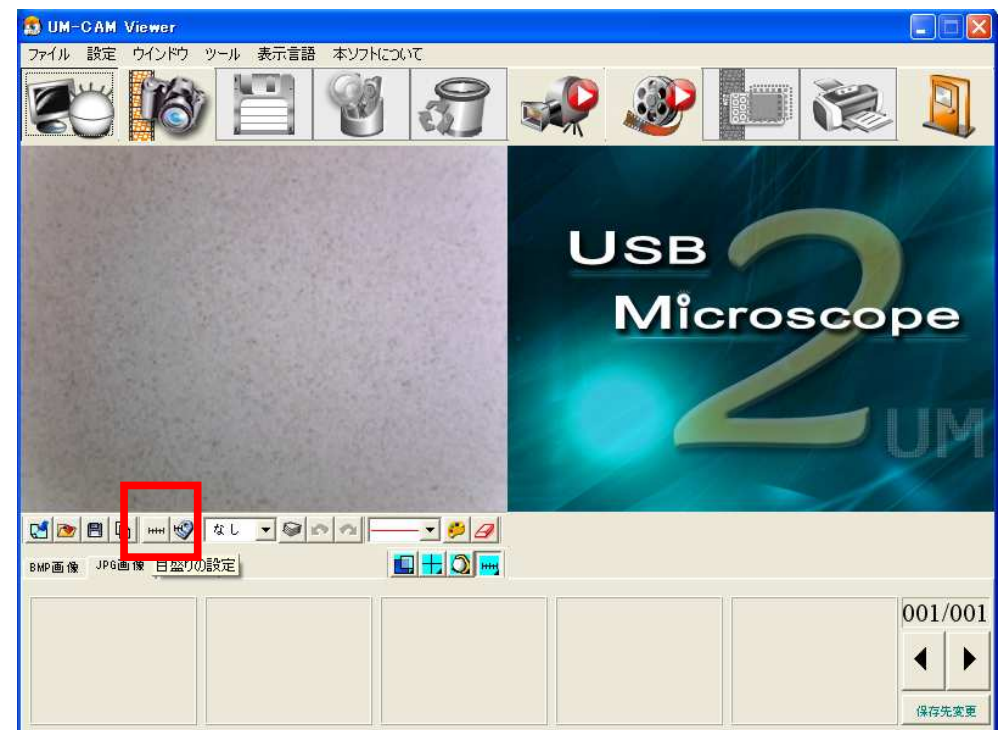 UM-CAM Viewer
ファイル 設定 ウインドウ ツール 表示言語 本ソフトについて
USB
Microscope
2
UM
なし
BMP画像 JPG画像 目盛りの設定
001/001
保存先変更